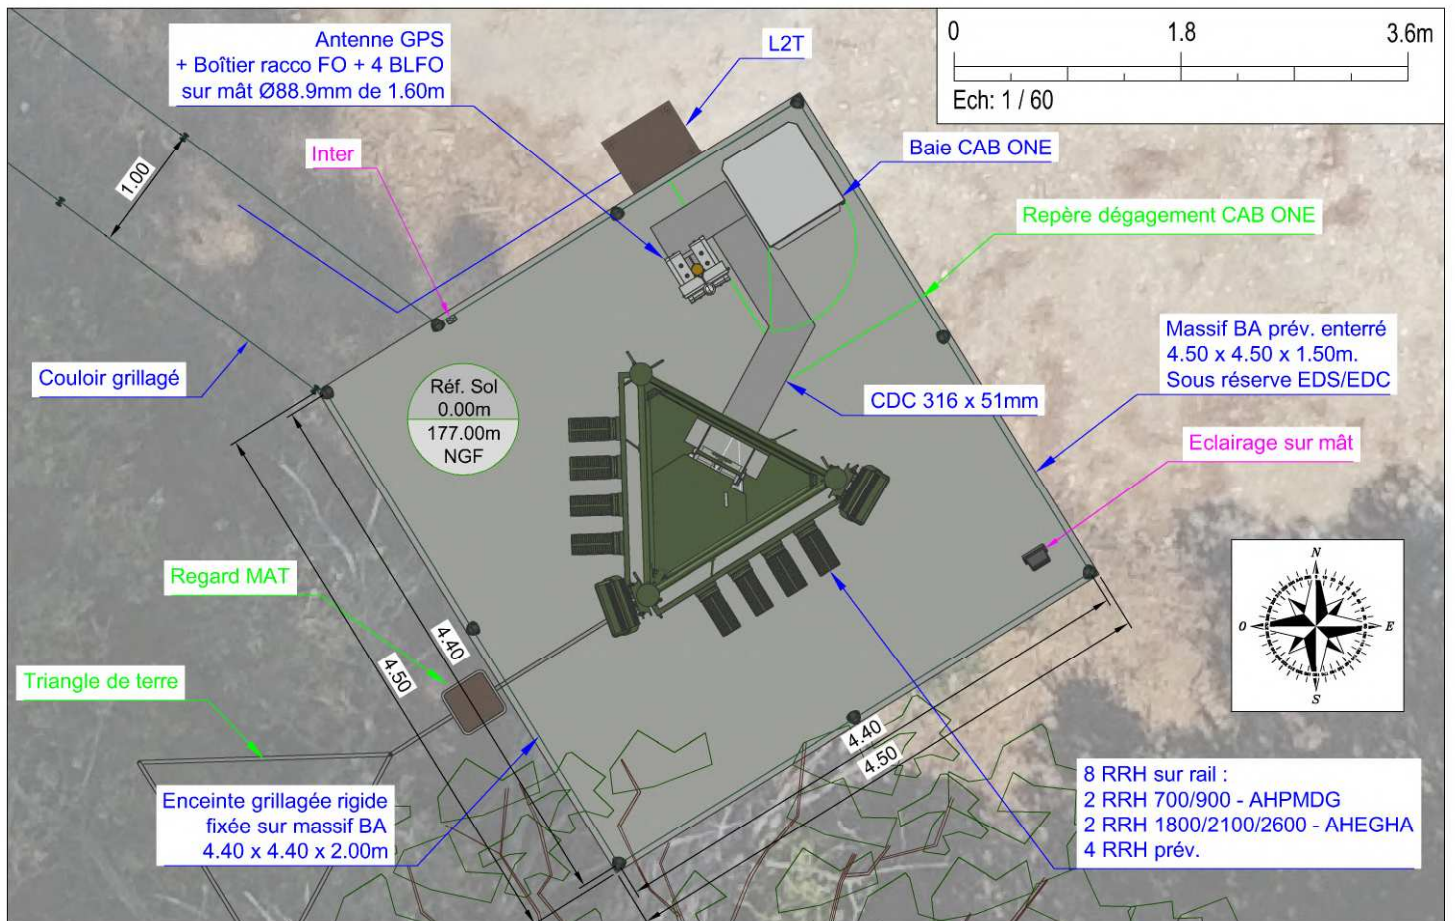 0 1.8 3.6m
Ech: 1 / 60
Antenne GPS
+ Boîtier racco FO + 4 BLFO
sur mât Ø88.9mm de 1.60m
L2T
Inter
1.00
Baie CAB ONE
Repère dégagement CAB ONE
Massif BA prév. enterré
4.50 x 4.50 x 1.50m.
Sous réserve EDS/EDC
Couloir grillagé
Réf. Sol
0.00m
177.00m
NGF
CDC 316 x 51mm
Eclairage sur mât
Regard MAT
4.40
4.50
Triangle de terre
N
O
E
S
4.40
4.50
Enceinte grillagée rigide
fixée sur massif BA
4.40 x 4.40 x 2.00m
8 RRH sur rail :
2 RRH 700/900 - AHPMDG
2 RRH 1800/2100/2600 - AHEGHA
4 RRH prév.